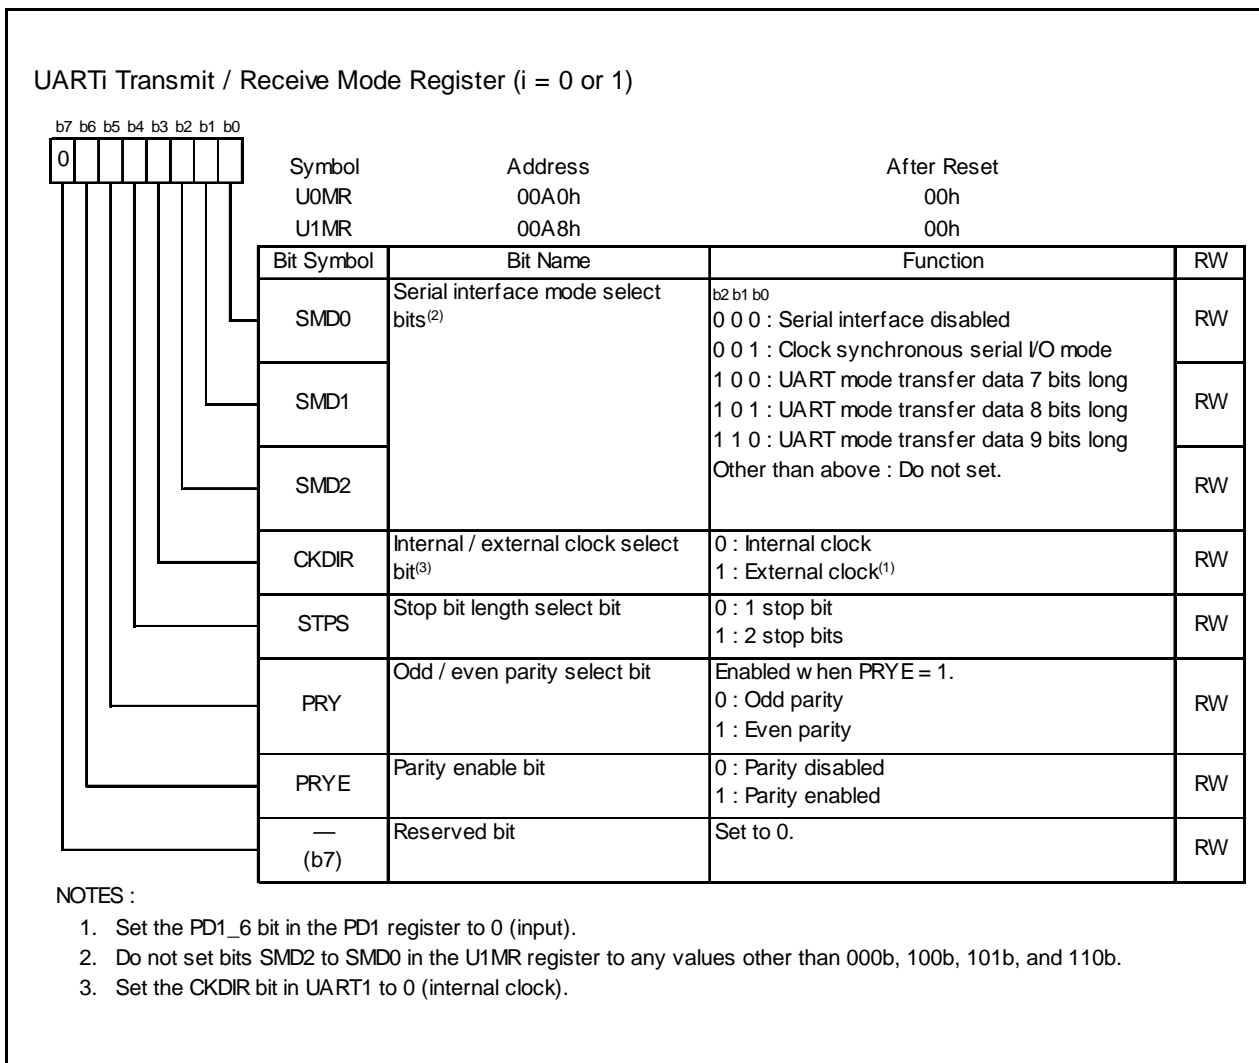 UARTi Transmit / Receive Mode Register (i = 0 or 1)
b7 b6 b5 b4 b3 b2 b1 b0
0
Symbol Address After Reset
U0MR 00A0h 00h
U1MR 00A8h 00h
Bit Symbol Bit Name Function RW
SMD0 Serial interface mode select bits(2) b2 b1 b0
0 0 0 : Serial interface disabled
0 0 1 : Clock synchronous serial I/O mode
RW
SMD1 1 0 0 : UART mode transfer data 7 bits long
1 0 1 : UART mode transfer data 8 bits long
1 1 0 : UART mode transfer data 9 bits long
RW
SMD2 Other than above : Do not set. RW
CKDIR Internal / external clock select bit(3) 0 : Internal clock
1 : External clock(1)
RW
STPS Stop bit length select bit 0 : 1 stop bit
1 : 2 stop bits
RW
PRY Odd / even parity select bit Enabled when PRYE = 1.
0 : Odd parity
1 : Even parity
RW
PRYE Parity enable bit 0 : Parity disabled
1 : Parity enabled
RW
—
(b7) Reserved bit Set to 0. RW
NOTES :
1. Set the PD1_6 bit in the PD1 register to 0 (input).
2. Do not set bits SMD2 to SMD0 in the U1MR register to any values other than 000b, 100b, 101b, and 110b.
3. Set the CKDIR bit in UART1 to 0 (internal clock).